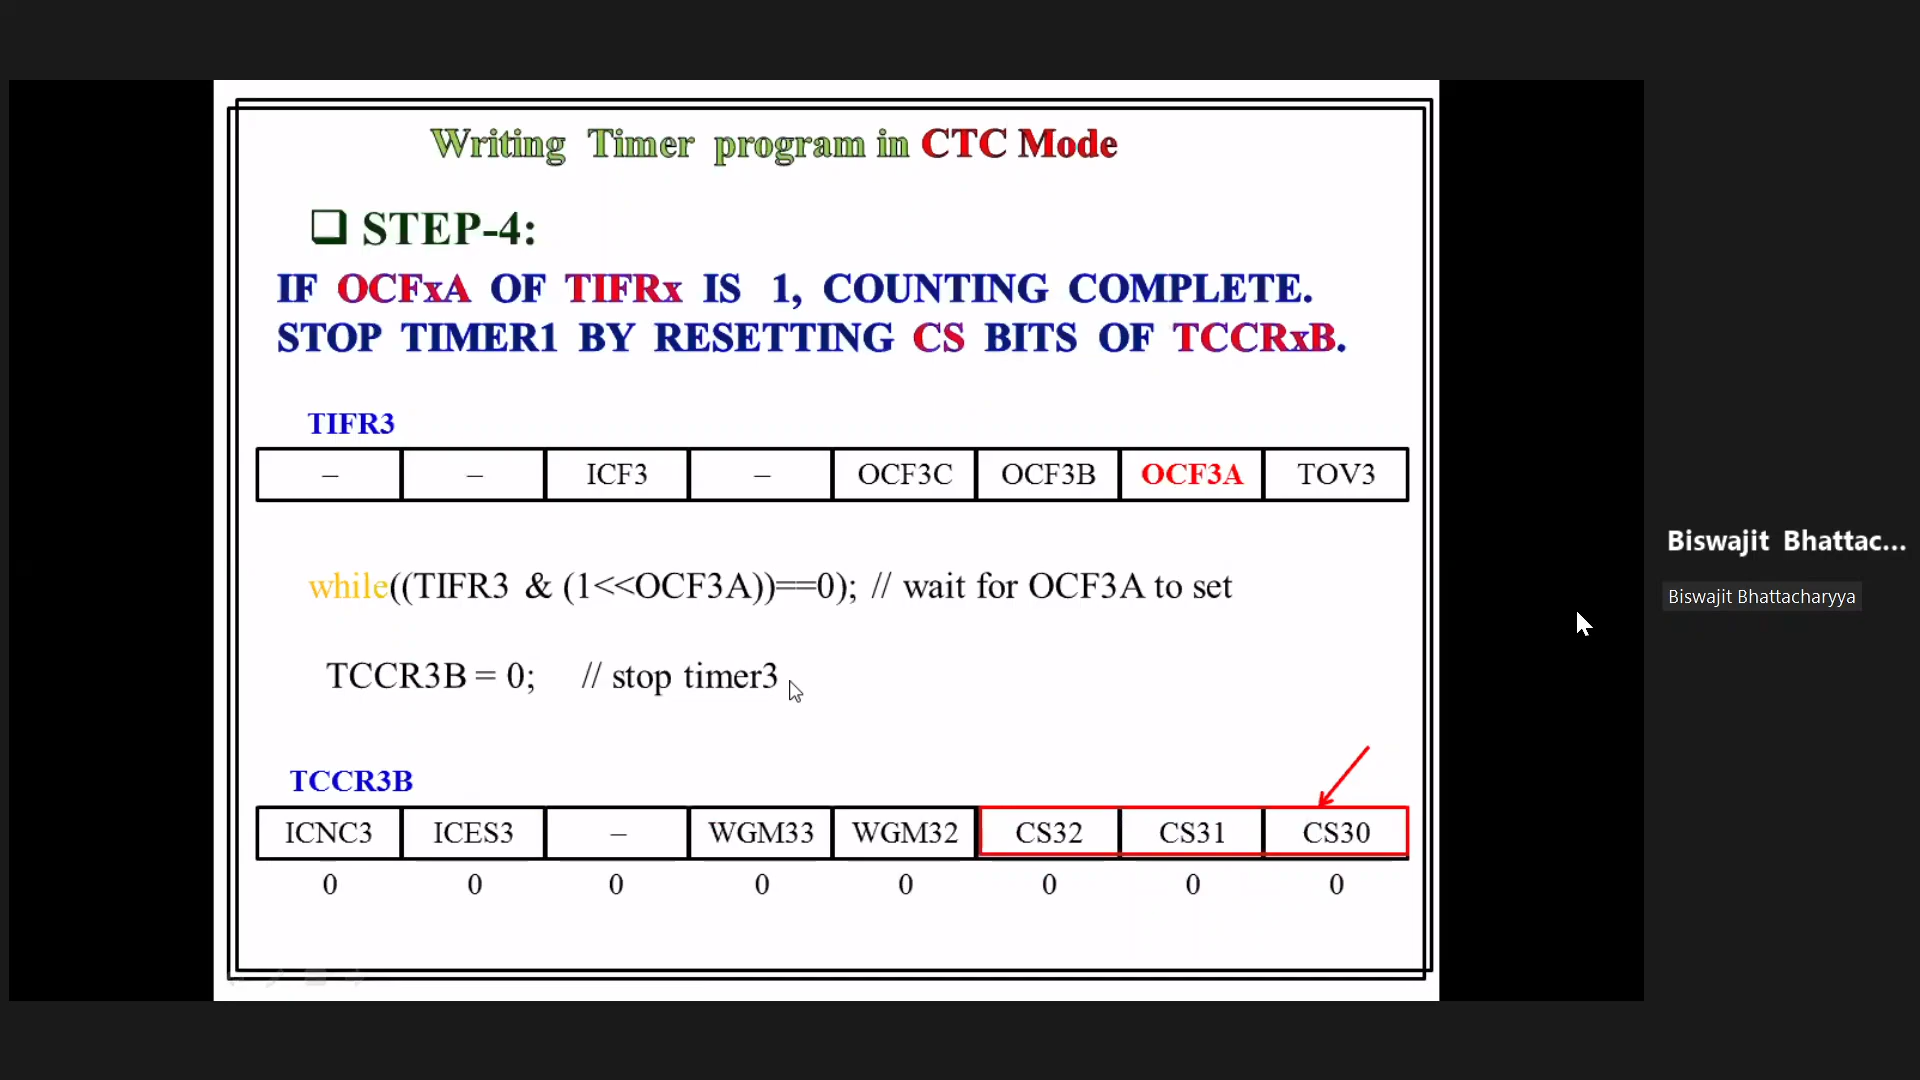 Writing Timer program in CTC Mode
❑ STEP-4:
IF OCFxA OF TIFRx IS 1, COUNTING COMPLETE.
STOP TIMER1 BY RESETTING CS BITS OF TCCRxB.
TIFR3
– – ICF3 – OCF3C OCF3B OCF3A TOV3
while((TIFR3 & (1<<OCF3A))==0); // wait for OCF3A to set
TCCR3B = 0; // stop timer3
TCCR3B
ICNC3 ICES3 – WGM33 WGM32 CS32 CS31 CS30
0 0 0 0 0 0 0 0
Biswajit Bhattac...
Biswajit Bhattacharyya